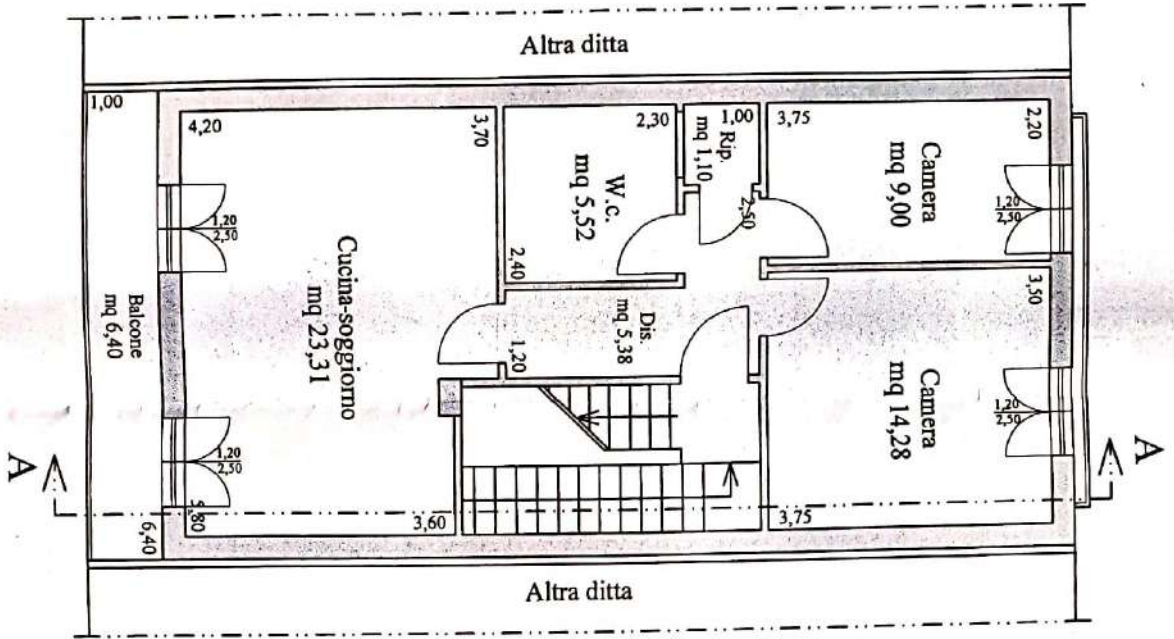 Altra ditta
1,00
4,20
3,70
2,30
1,00
3,75
2,20
Rip.
mq 1,10
W.c.
mq 5,52
Camera
mq 9,00
2,50
1,20
2,50
1,20
2,50
2,40
3,50
Balcone
mq 6,40
Cucina-soggiorno
mq 23,31
Dis.
mq 5,38
1,20
Camera
mq 14,28
1,20
2,50
1,20
2,50
A
A
5,80
3,60
3,75
6,40
Altra ditta